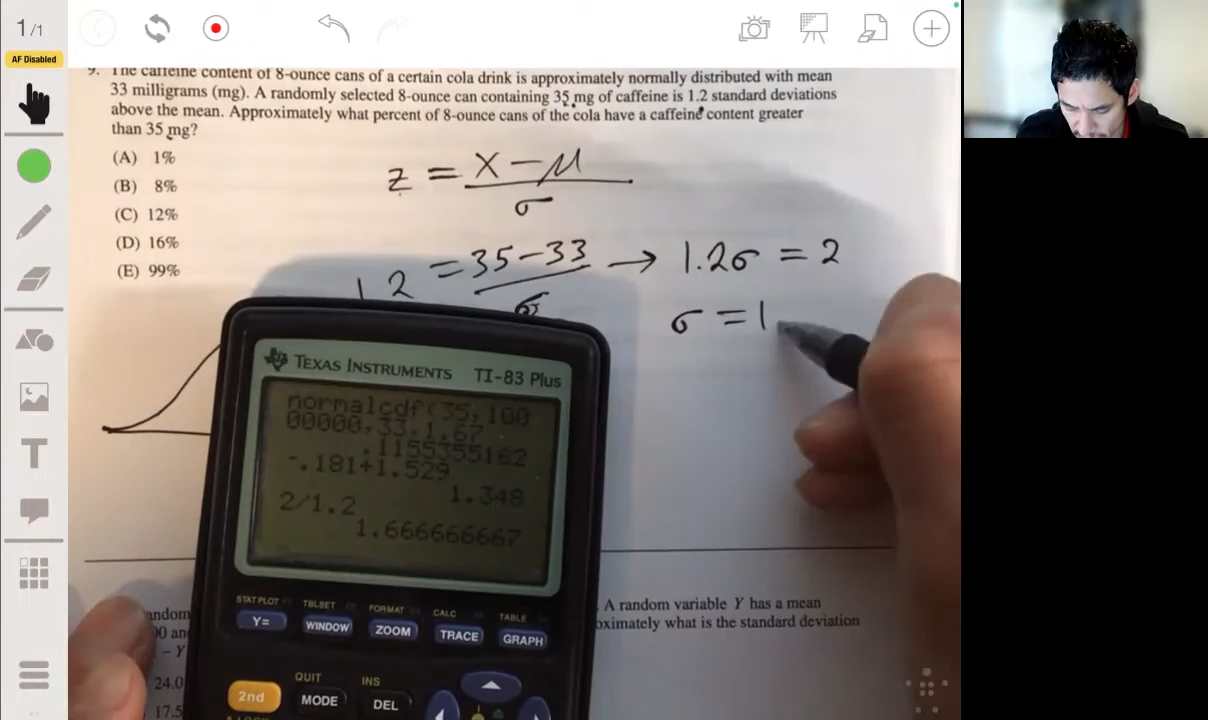 1/1
AF Disabled
9. The caffeine content of 8-ounce cans of a certain cola drink is approximately normally distributed with mean
33 milligrams (mg). A randomly selected 8-ounce can containing 35 mg of caffeine is 1.2 standard deviations
above the mean. Approximately what percent of 8-ounce cans of the cola have a caffeine content greater
than 35 mg?
(A) 1%
(B) 8%
(C) 12%
(D) 16%
(E) 99%
z = x - μ
σ
1.2 = 35-33 → 1.2σ = 2
σ
σ = 1
TEXAS INSTRUMENTS TI-83 Plus
normalcdf(35,100
00000,33,1.67
.1155355162
-.181+1.529
1.348
2/1.2
1.666666667
STAT PLOT TBLSET FORMAT CALC TABLE
Y= WINDOW ZOOM TRACE GRAPH
QUIT INS
2nd MODE DEL
T
A random variable Y has a mean
what is the standard deviation
- Y
24.0
17.5